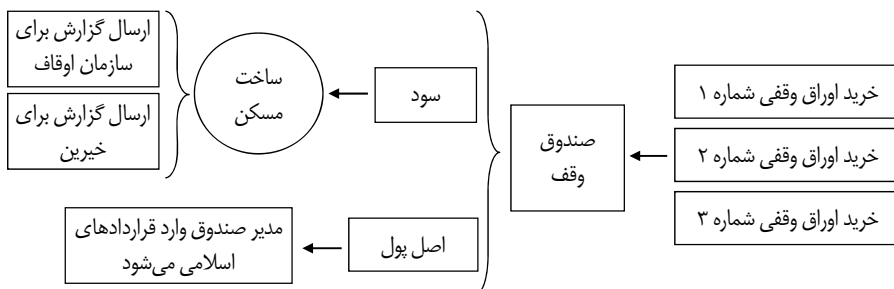 خرید اوراق وقفی شماره ۱
خرید اوراق وقفی شماره ۲
خرید اوراق وقفی شماره ۳
صندوق
وقف
سود
ساخت
مسکن
ارسال گزارش برای
سازمان اوقاف
ارسال گزارش برای
خیرین
اصل پول
مدیر صندوق وارد قراردادهای
اسلامی می‌شود